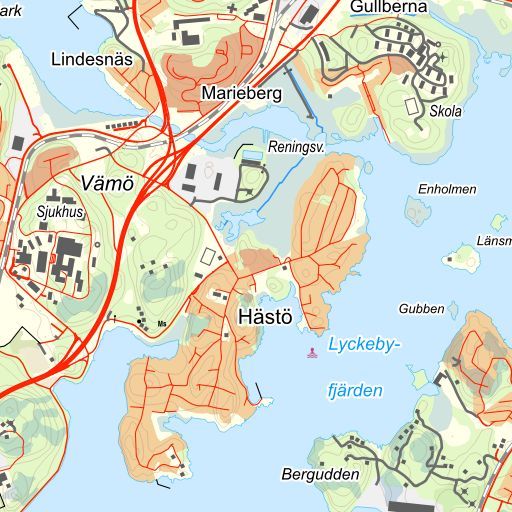 Gullberna
ark
Lindesnäs
Marieberg
Skola
Reningsv.
Vämö
Enholmen
Sjukhus
Länsm
Gubben
Hästö
Ms
Lyckeby-
fjärden
Bergudden